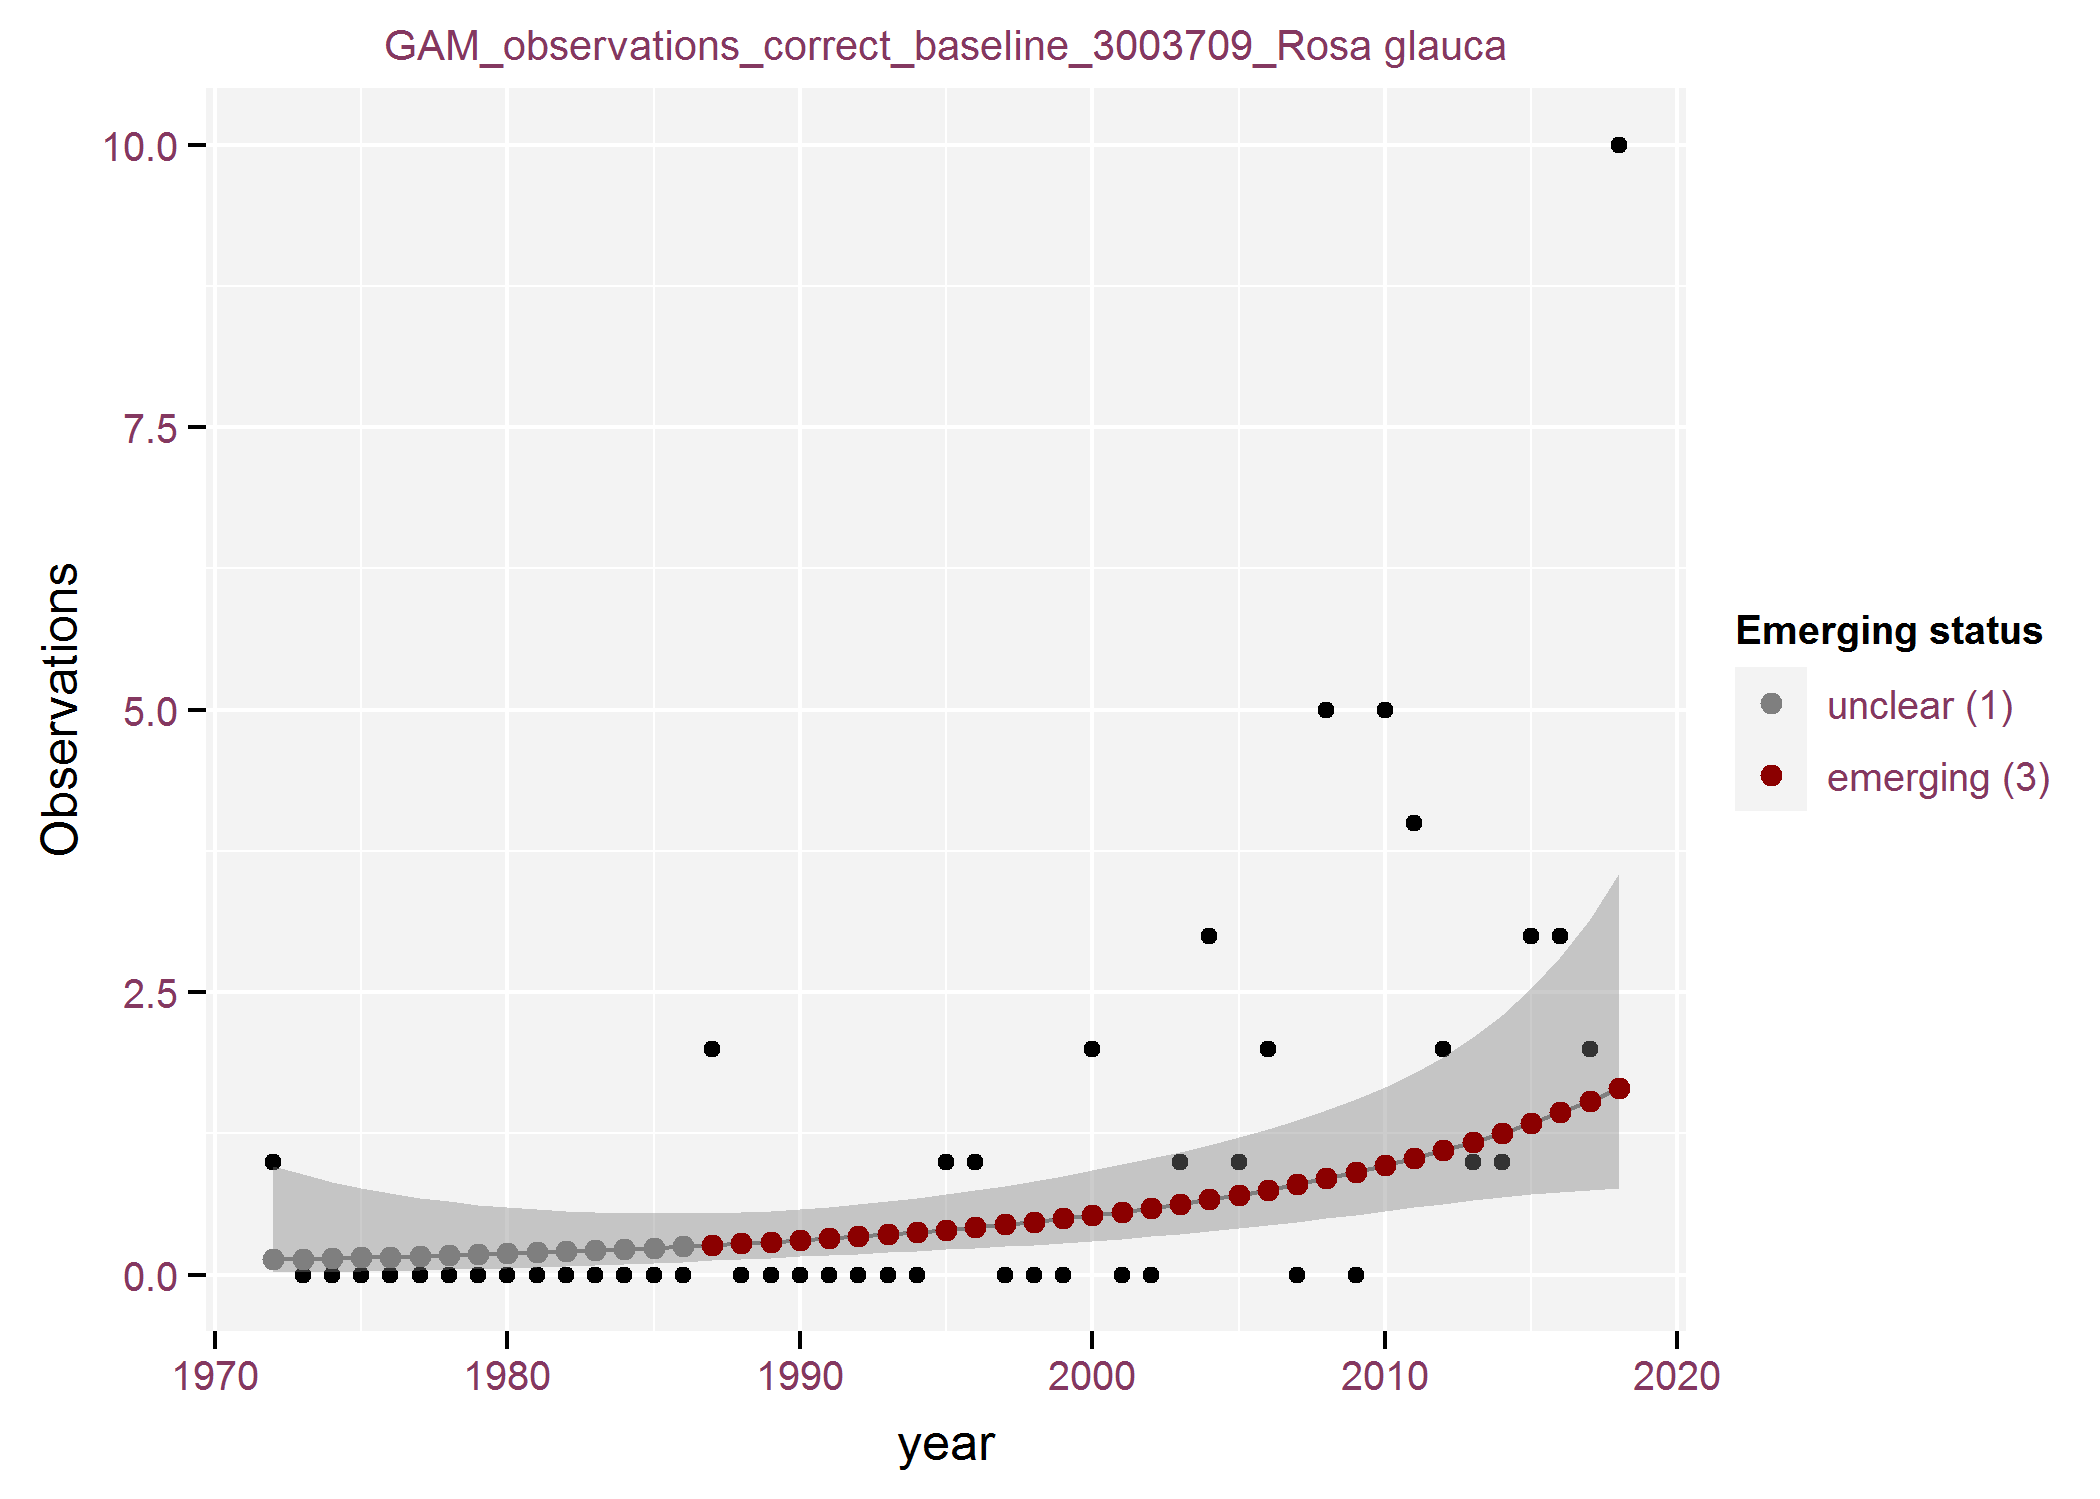 GAM_observations_correct_baseline_3003709_Rosa glauca
10.0
7.5
5.0
2.5
0.0
Observations
1970 1980 1990 2000 2010 2020
year
Emerging status
unclear (1)
emerging (3)